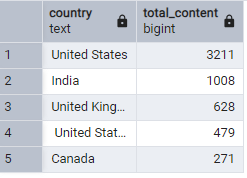 country total_content
text bigint
1 United States 3211
2 India 1008
3 United King... 628
4 United Stat... 479
5 Canada 271